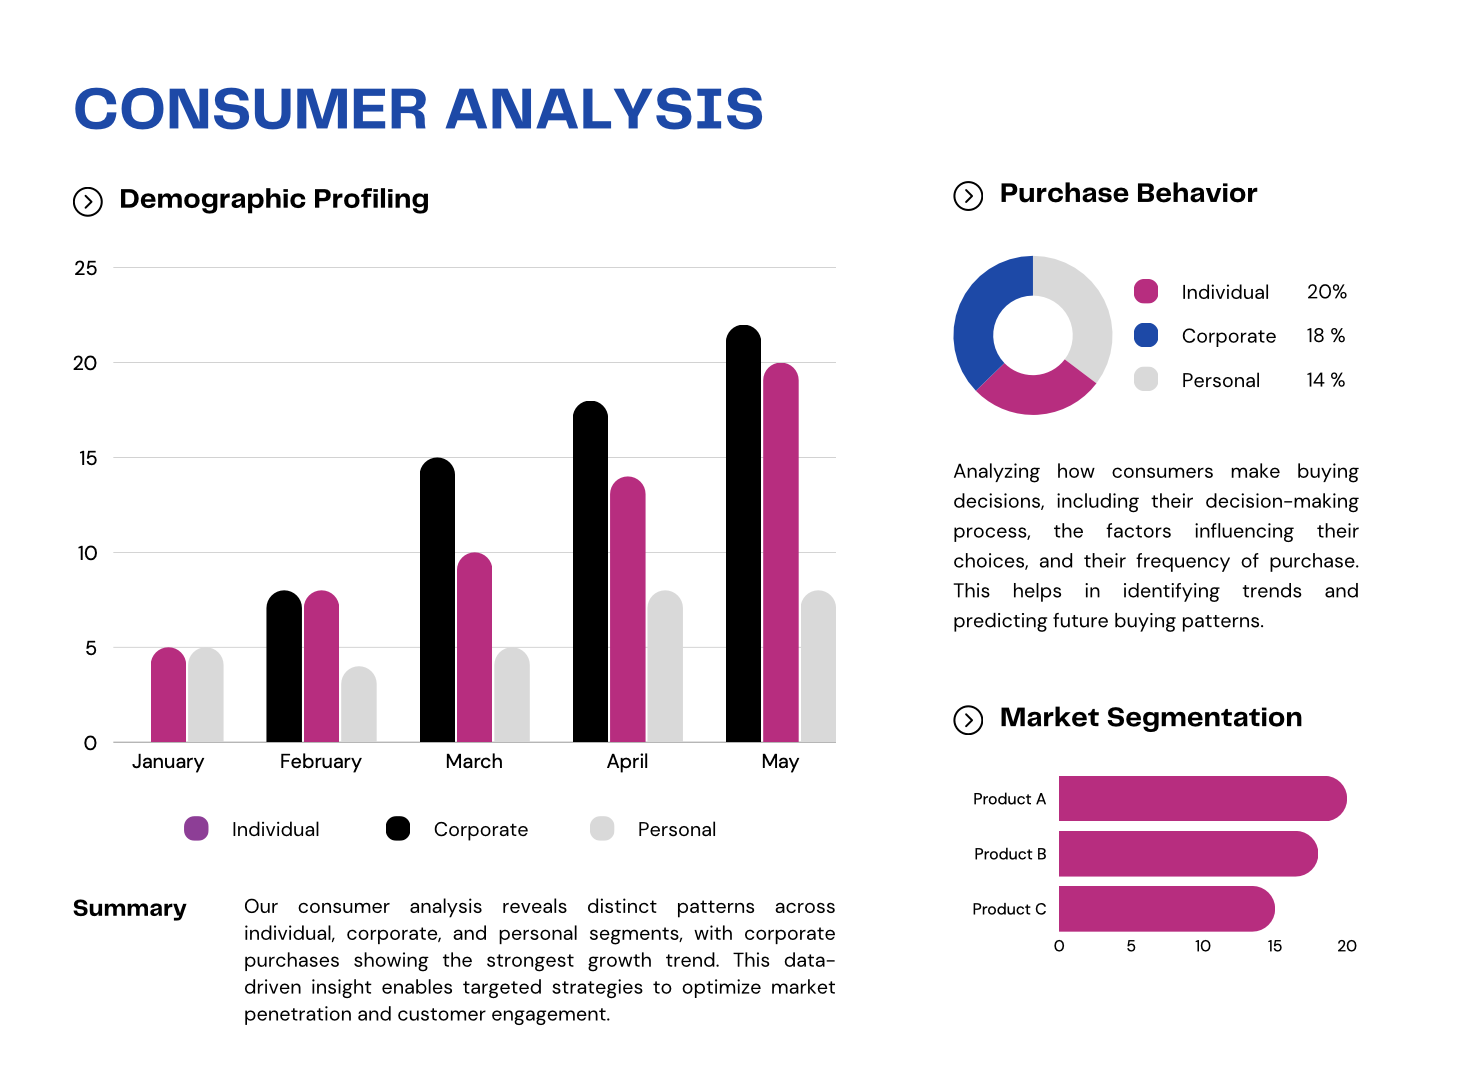 CONSUMER ANALYSIS
Demographic Profiling
25
20
15
10
5
0
January February March April May
Individual Corporate Personal
Summary
Our consumer analysis reveals distinct patterns across
individual, corporate, and personal segments, with corporate
purchases showing the strongest growth trend. This data-
driven insight enables targeted strategies to optimize market
penetration and customer engagement.
Purchase Behavior
Individual 20%
Corporate 18 %
Personal 14 %
Analyzing how consumers make buying
decisions, including their decision-making
process, the factors influencing their
choices, and their frequency of purchase.
This helps in identifying trends and
predicting future buying patterns.
Market Segmentation
Product A
Product B
Product C
0 5 10 15 20